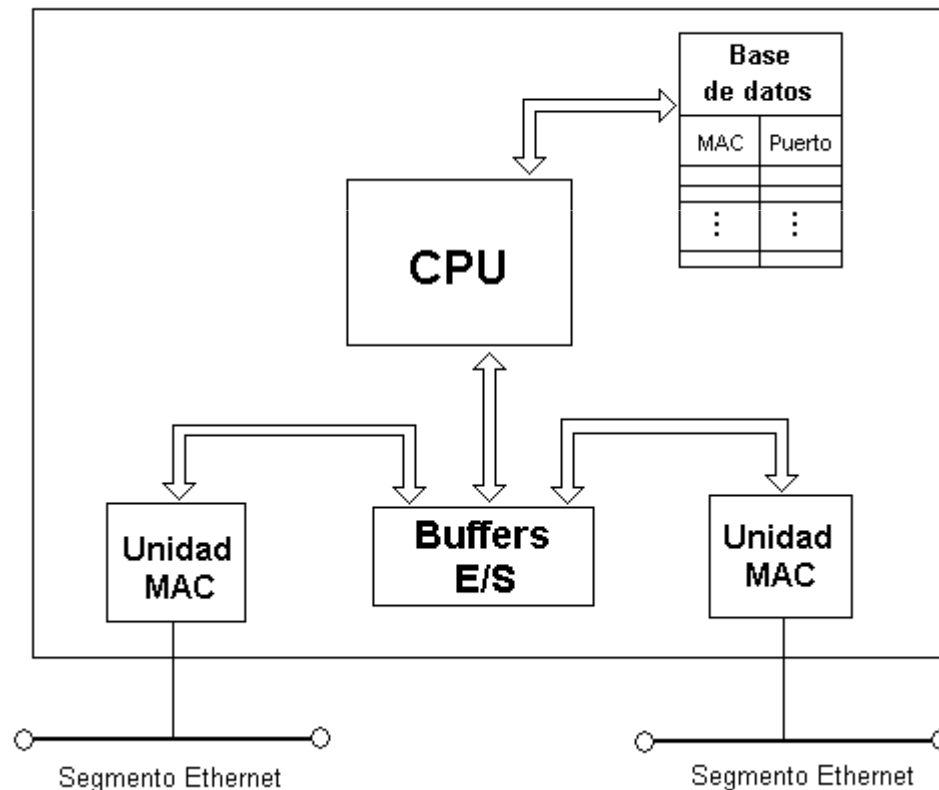 Base
de datos
MAC
Puerto
CPU
Unidad
MAC
Buffers
E/S
Unidad
MAC
Segmento Ethernet
Segmento Ethernet